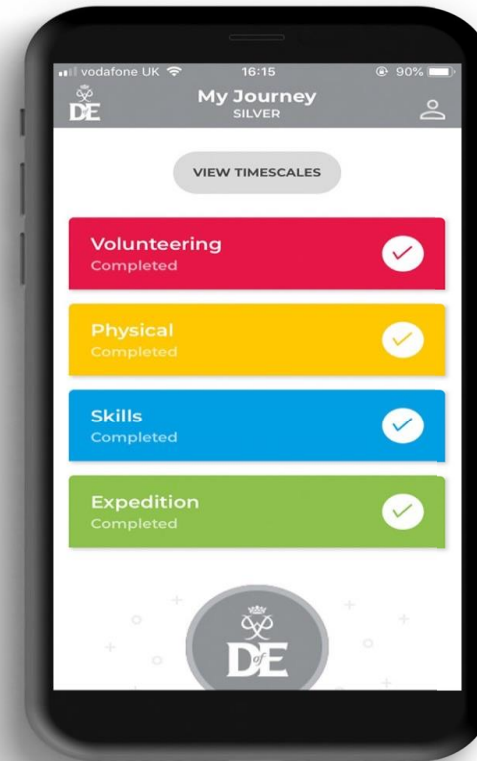 vodafone UK 16:15 90%
DofE My Journey
SILVER
VIEW TIMESCALES
Volunteering
Completed
Physical
Completed
Skills
Completed
Expedition
Completed
DofE